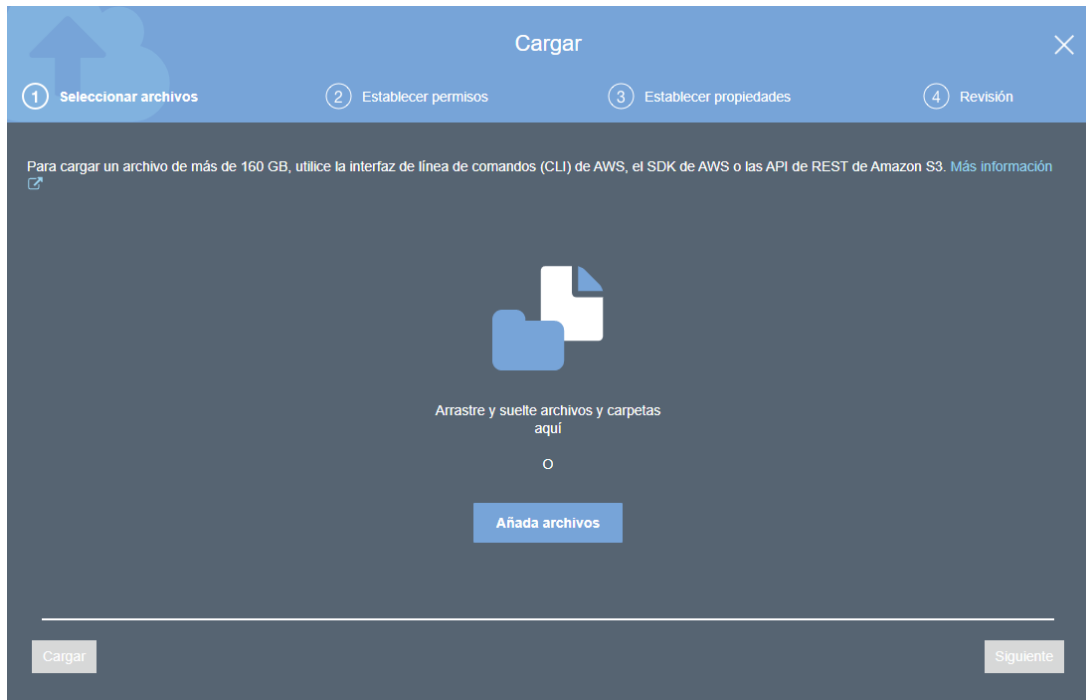 Cargar
1 Seleccionar archivos
2 Establecer permisos
3 Establecer propiedades
4 Revisión
Para cargar un archivo de más de 160 GB, utilice la interfaz de línea de comandos (CLI) de AWS, el SDK de AWS o las API de REST de Amazon S3. Más información
Arrastre y suelte archivos y carpetas
aquí
O
Añada archivos
Cargar
Siguiente